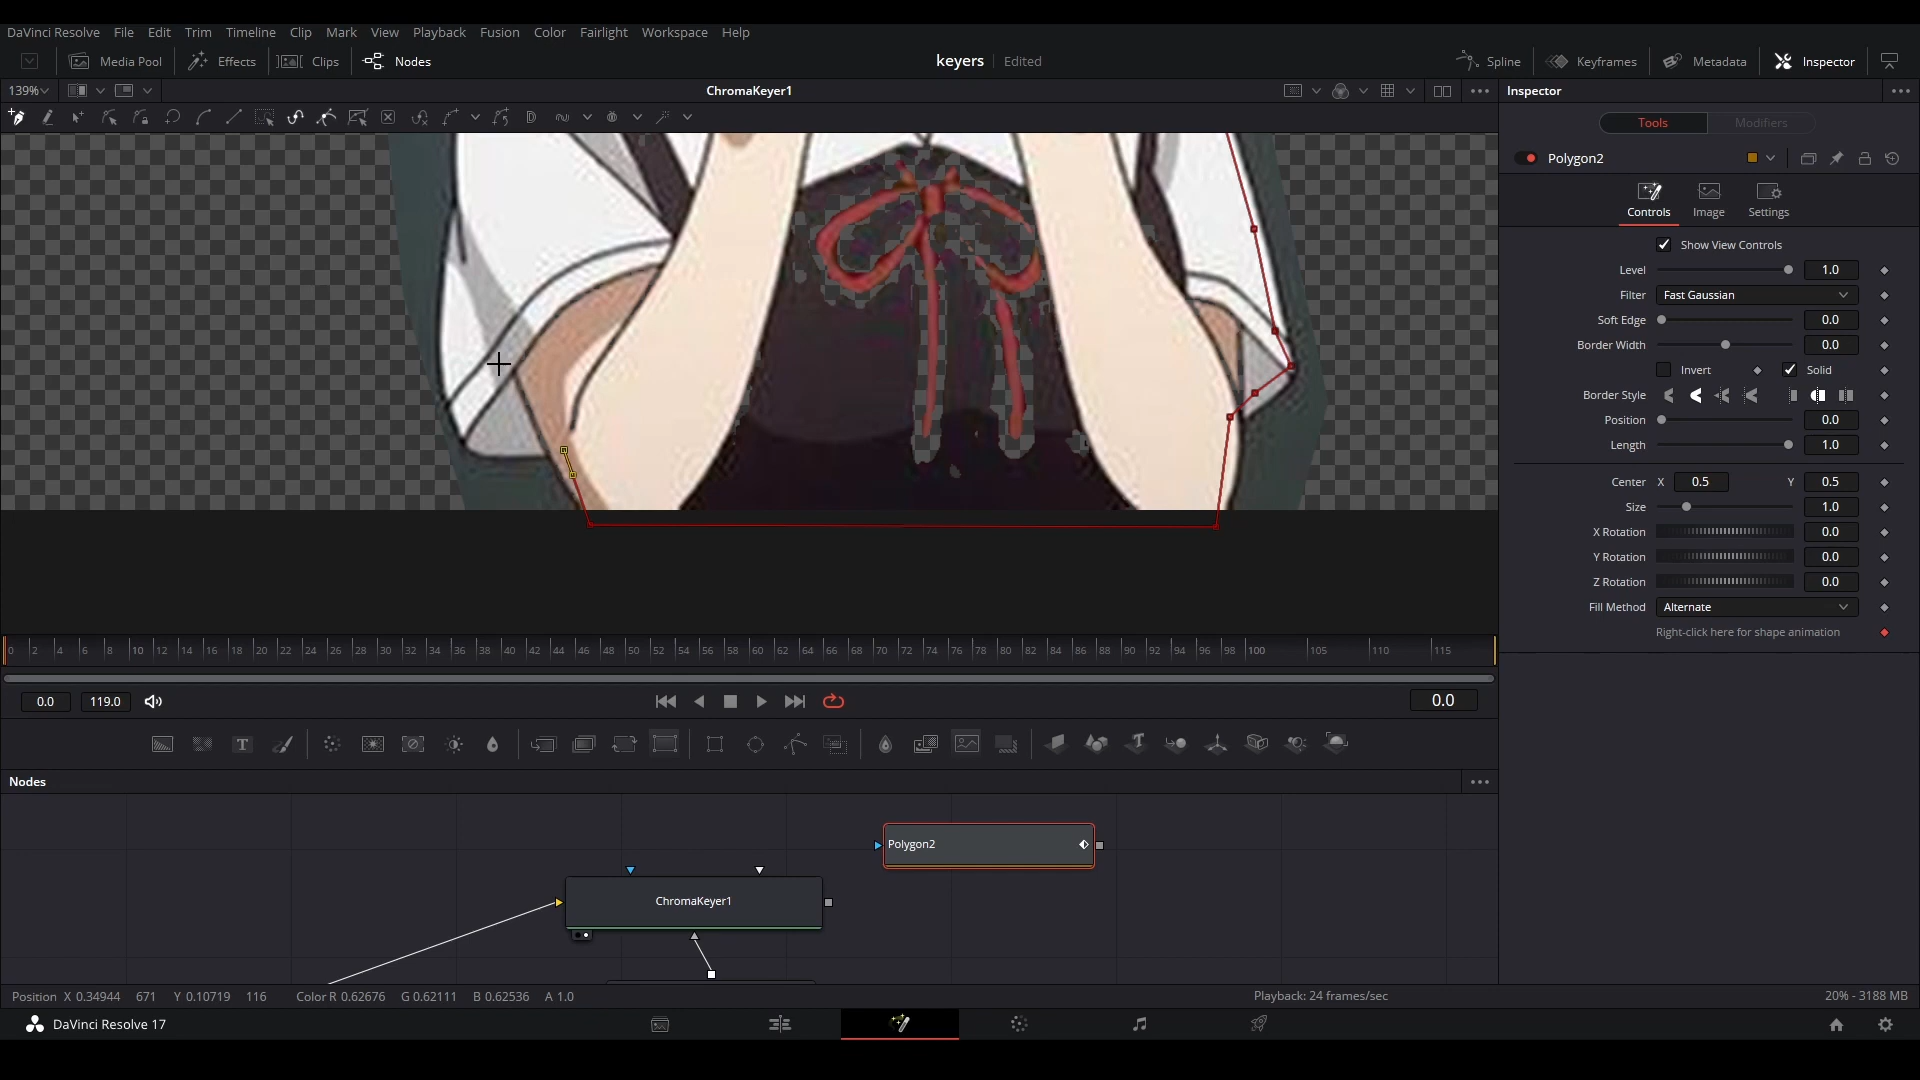 DaVinci Resolve File Edit Trim Timeline Clip Mark View Playback Fusion Color Fairlight Workspace Help
Media Pool Effects Clips Nodes keyers Edited Spline Keyframes Metadata Inspector
139% ChromaKeyer1 Inspector
Tools Modifiers
Polygon2
Controls Image Settings
Show View Controls
Level 1.0
Filter Fast Gaussian
Soft Edge 0.0
Border Width 0.0
Invert Solid
Border Style
Position 0.0
Length 1.0
Center X 0.5 Y 0.5
Size 1.0
X Rotation 0.0
Y Rotation 0.0
Z Rotation 0.0
Fill Method Alternate
Right-click here for shape animation
0 2 4 6 8 10 12 14 16 18 20 22 24 26 28 30 32 34 36 38 40 42 44 46 48 50 52 54 56 58 60 62 64 66 68 70 72 74 76 78 80 82 84 86 88 90 92 94 96 98 100 105 110 115
0.0 119.0 0.0
Nodes
Polygon2
ChromaKeyer1
Position X 0.34944 671 Y 0.10719 116 Color R 0.62676 G 0.62111 B 0.62536 A 1.0 Playback: 24 frames/sec 20% - 3188 MB
DaVinci Resolve 17